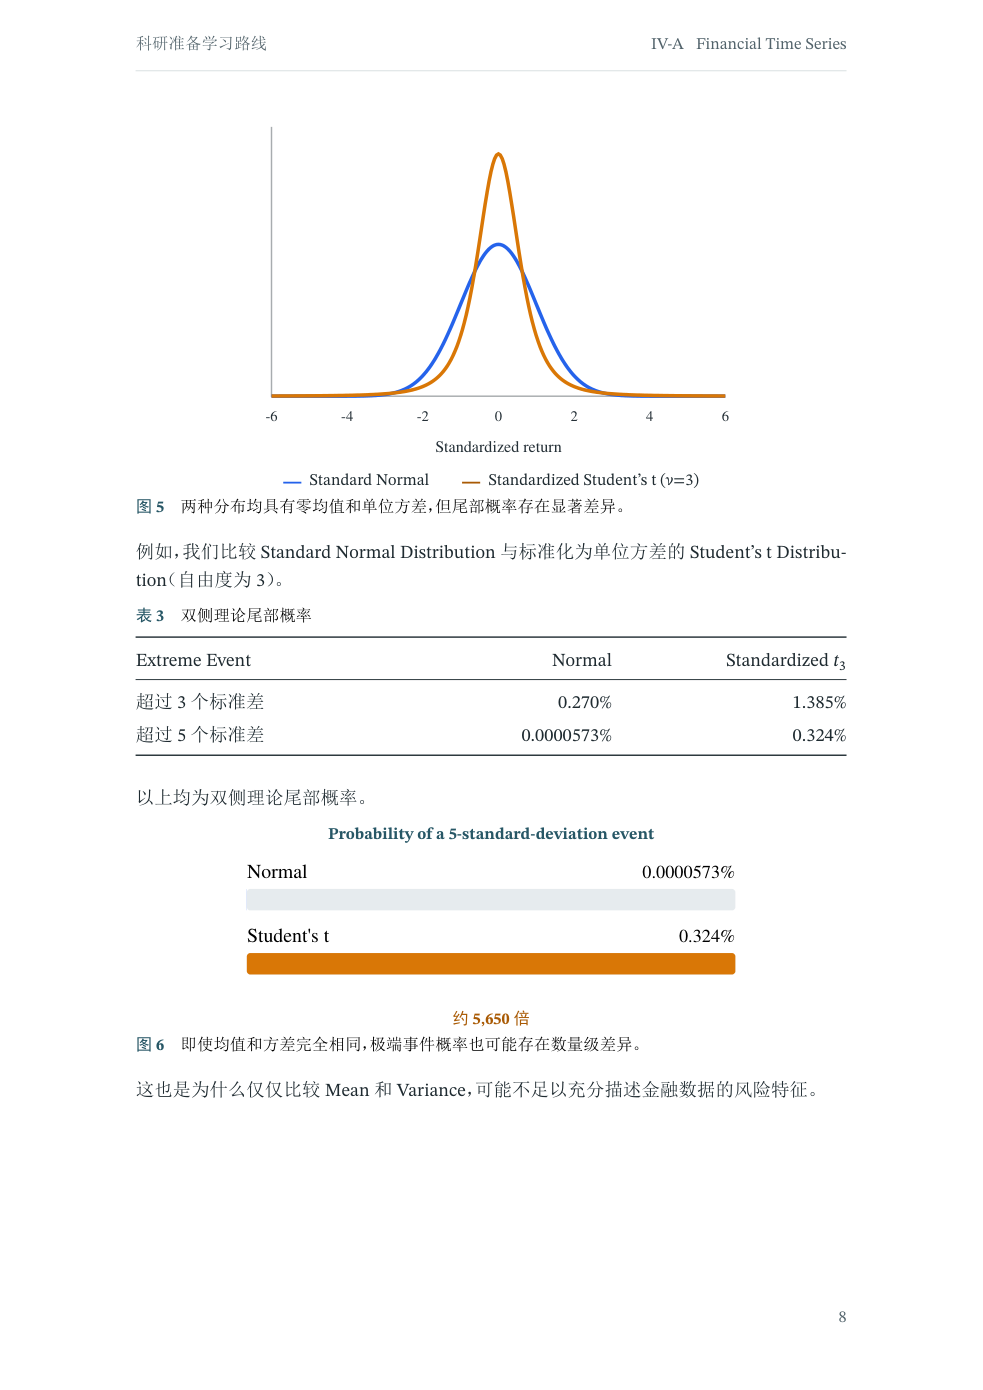 科研准备学习路线 IV-A Financial Time Series
-6 -4 -2 0 2 4 6
Standardized return
Standard Normal Standardized Student's t (ν=3)
图 5 两种分布均具有零均值和单位方差，但尾部概率存在显著差异。
例如，我们比较 Standard Normal Distribution 与标准化为单位方差的 Student's t Distribu-
tion（自由度为 3）。
表 3 双侧理论尾部概率
Extreme Event Normal Standardized t₃
超过 3 个标准差 0.270% 1.385%
超过 5 个标准差 0.0000573% 0.324%
以上均为双侧理论尾部概率。
Probability of a 5-standard-deviation event
Normal 0.0000573%
Student's t 0.324%
约 5,650 倍
图 6 即使均值和方差完全相同，极端事件概率也可能存在数量级差异。
这也是为什么仅仅比较 Mean 和 Variance，可能不足以充分描述金融数据的风险特征。
8